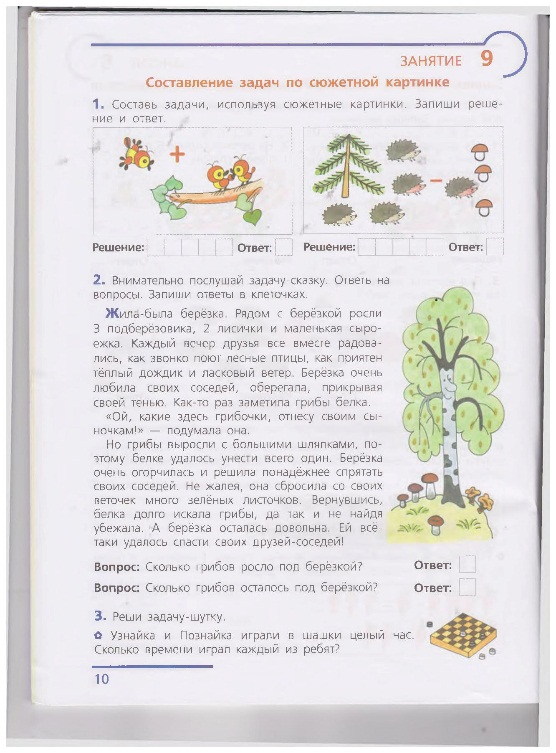 ЗАНЯТИЕ 9
Составление задач по сюжетной картинке
1. Составь задачи, используя сюжетные картинки. Запиши реше-
ние и ответ.
+
–
Решение: Ответ: Решение: Ответ:
2. Внимательно послушай задачу-сказку. Ответь на
вопросы. Запиши ответы в клеточках.
Жила-была берёзка. Рядом с берёзкой росли
3 подберёзовика, 2 лисички и маленькая сыро-
ежка. Каждый вечер друзья все вместе радова-
лись, как звонко поют лесные птицы, как приятен
тёплый дождик и ласковый ветер. Берёзка очень
любила своих соседей, оберегала, прикрывая
своей тенью. Как-то раз заметила грибы белка.
«Ой, какие здесь грибочки, отнесу своим сы-
ночкам!» — подумала она.
Но грибы выросли с большими шляпками, по-
этому белке удалось унести всего один. Берёзка
очень огорчилась и решила понадёжнее спрятать
своих соседей. Не жалея, она сбросила со своих
веточек много зелёных листочков. Вернувшись,
белка долго искала грибы, да так и не найдя
убежала. А берёзка осталась довольна. Ей всё
таки удалось спасти своих друзей-соседей!
Вопрос: Сколько грибов росло под берёзкой? Ответ:
Вопрос: Сколько грибов осталось под берёзкой? Ответ:
3. Реши задачу-шутку.
Узнайка и Познайка играли в шашки целый час.
Сколько времени играл каждый из ребят?
10